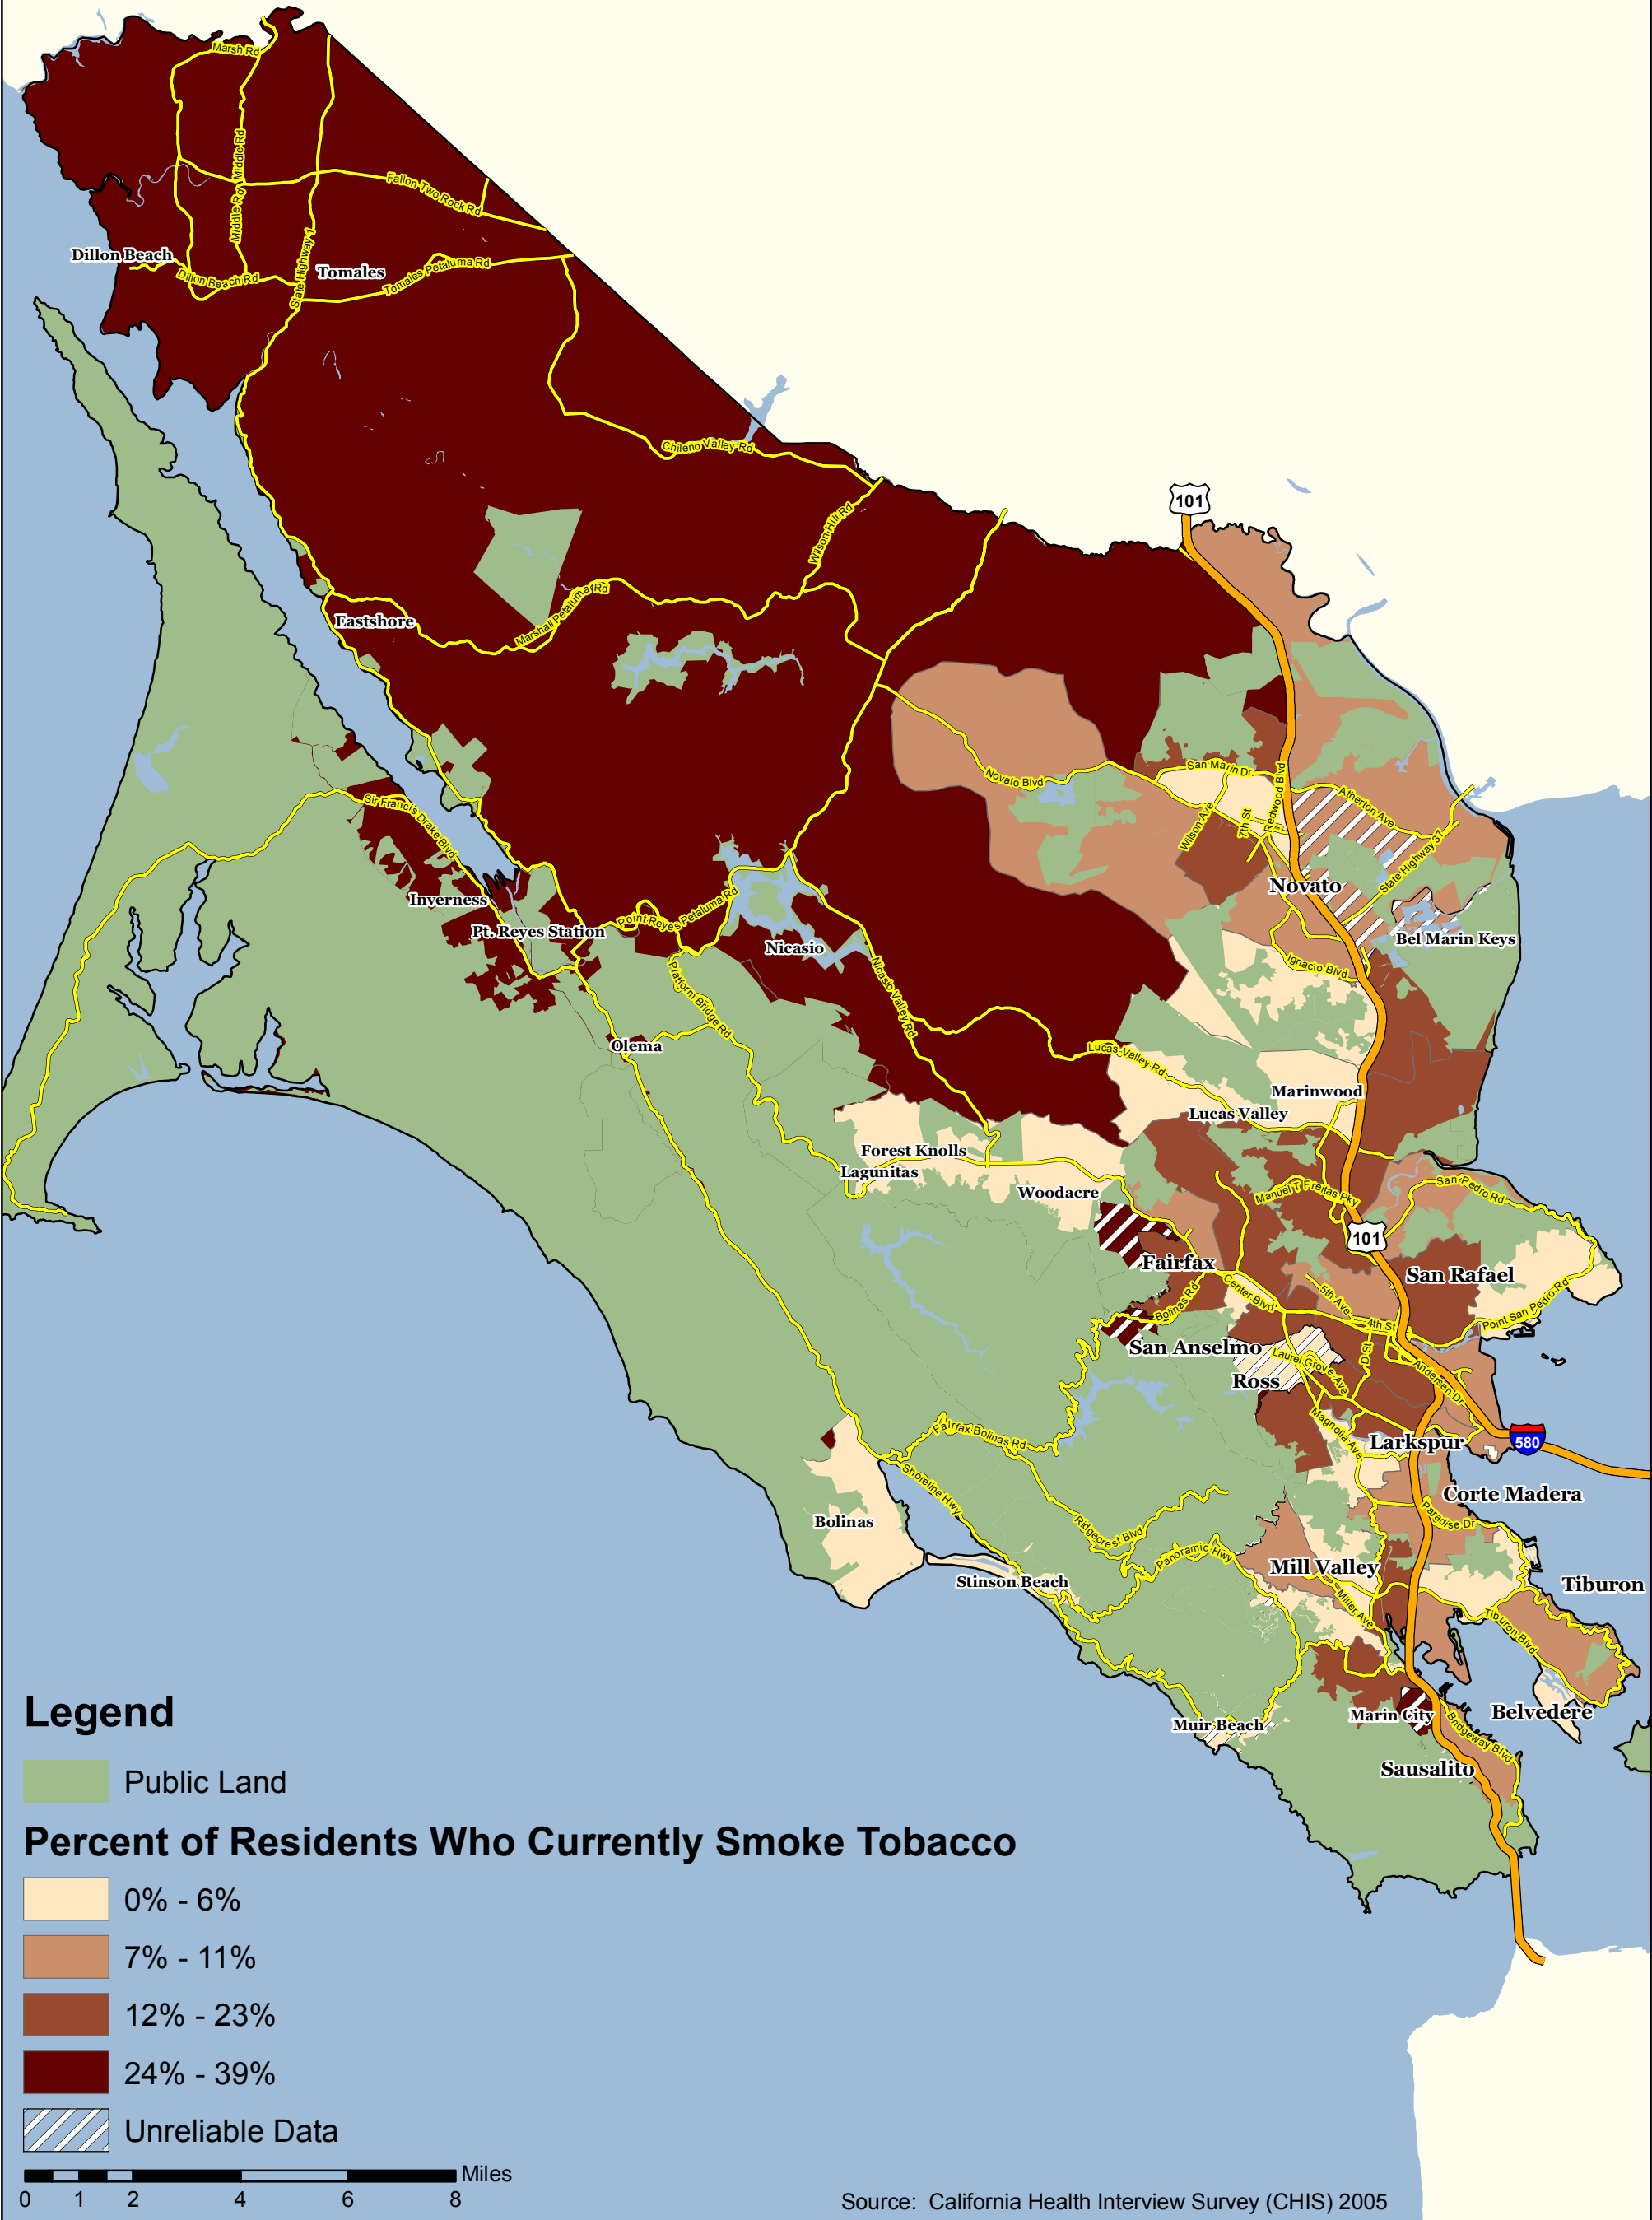 Marsh Rd
Middle Rd
Middle Rd
Fallon Two Rock Rd
State Highway 1
Dillon Beach
Dillon Beach Rd
Tomales
Tomales Petaluma Rd
Chileno Valley Rd
101
Wilson Hill Rd
Marshall Petaluma Rd
Eastshore
San Marin Dr
Novato Blvd
Redwood Blvd
Atherton Ave
Sir Francis Drake Blvd
Wilson Ave
7th St
State Highway 37
Novato
Inverness
Point Reyes Petaluma Rd
Pt. Reyes Station
Nicasio
Bel Marin Keys
Ignacio Blvd
Platform Bridge Rd
Nicasio Valley Rd
Olema
Lucas Valley Rd
Marinwood
Lucas Valley
Forest Knolls
Lagunitas
Woodacre
Manuel T Freitas Pky
San Pedro Rd
101
Fairfax
San Rafael
Center Blvd
5th Ave
Bolinas Rd
Point San Pedro Rd
4th St
San Anselmo
D St
Laurel Grove Ave
Ross
Andersen Dr
Magnolia Ave
Fairfax Bolinas Rd
Larkspur
580
Shoreline Hwy
Corte Madera
Paradise Dr
Bolinas
Ridgecrest Blvd
Panoramic Hwy
Mill Valley
Stinson Beach
Tiburon
Miller Ave
Tiburon Blvd
Muir Beach
Marin City
Belvedere
Bridgeway Blvd
Sausalito
Legend
Public Land
Percent of Residents Who Currently Smoke Tobacco
0% - 6%
7% - 11%
12% - 23%
24% - 39%
Unreliable Data
Miles
0 1 2 4 6 8
Source: California Health Interview Survey (CHIS) 2005